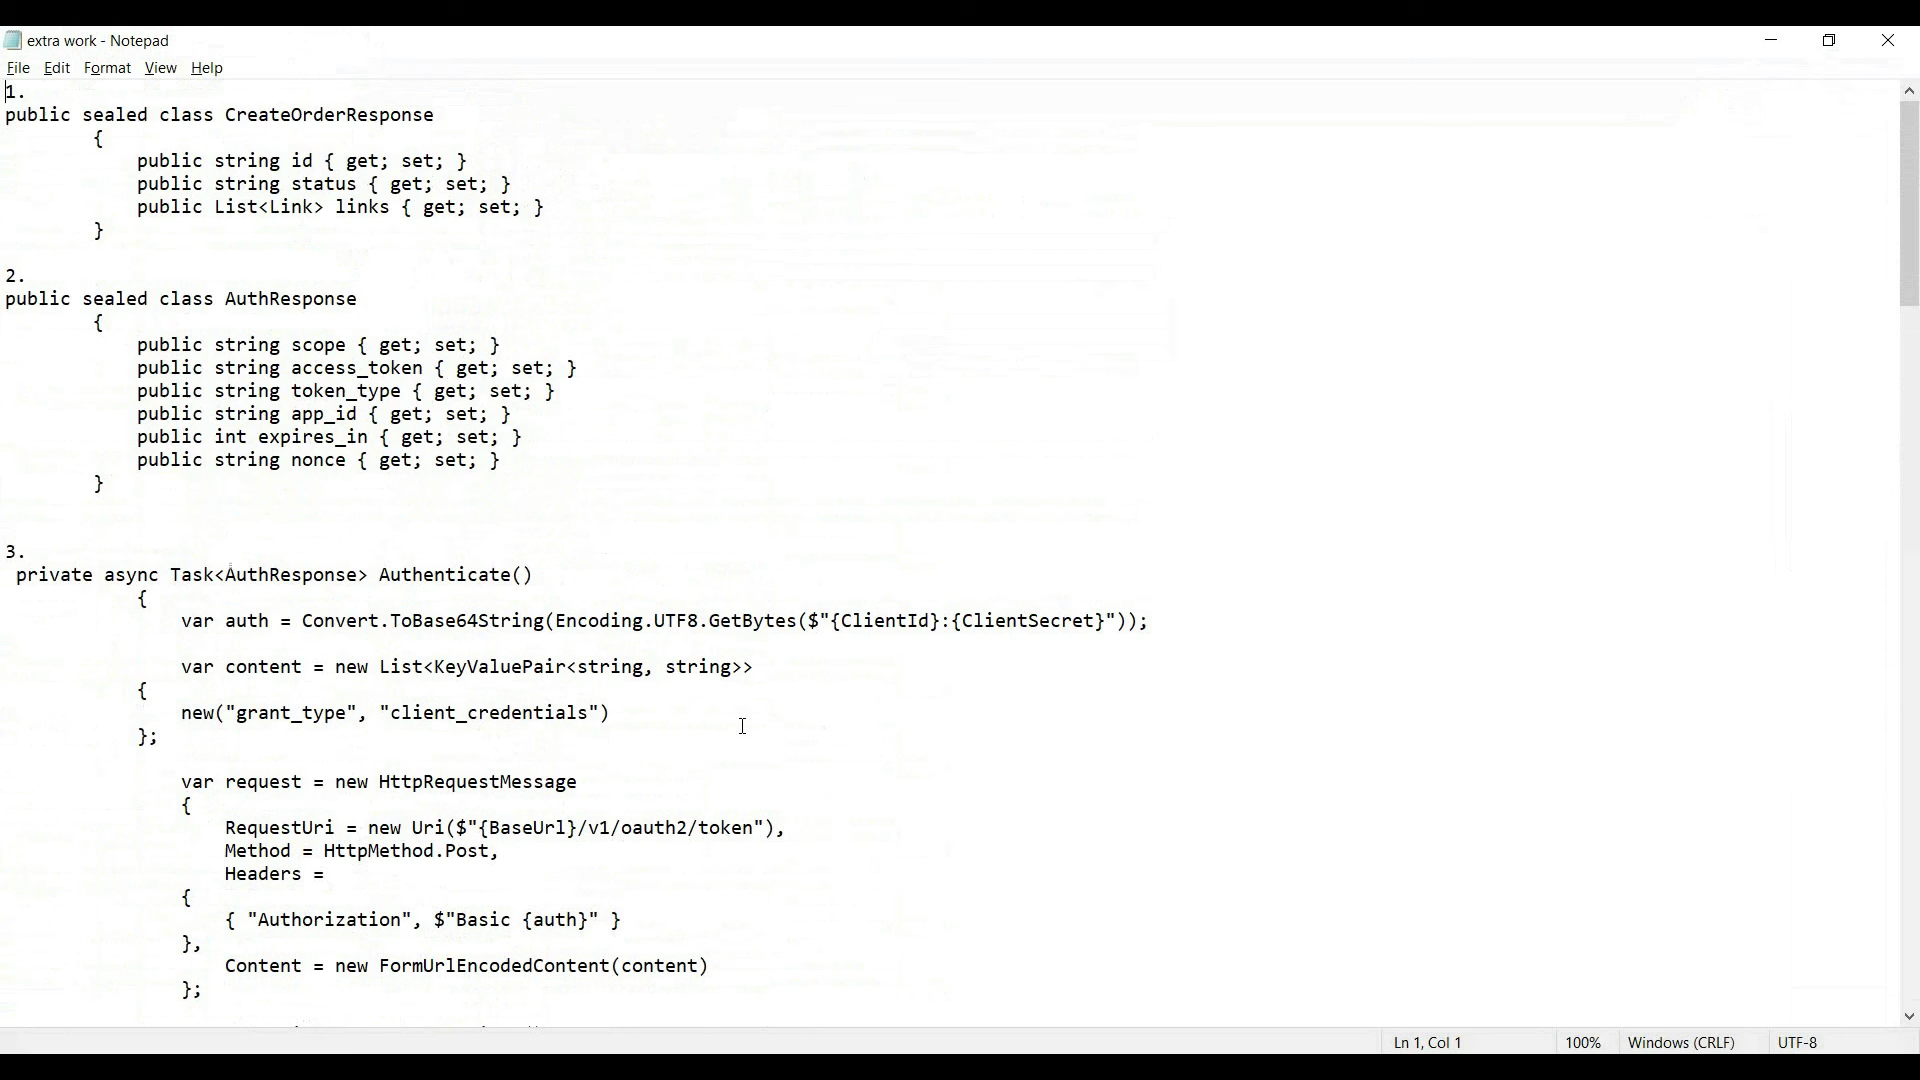 extra work - Notepad
File Edit Format View Help
1.
public sealed class CreateOrderResponse
{
public string id { get; set; }
public string status { get; set; }
public List<Link> links { get; set; }
}
2.
public sealed class AuthResponse
{
public string scope { get; set; }
public string access_token { get; set; }
public string token_type { get; set; }
public string app_id { get; set; }
public int expires_in { get; set; }
public string nonce { get; set; }
}
3.
private async Task<AuthResponse> Authenticate()
{
var auth = Convert.ToBase64String(Encoding.UTF8.GetBytes($"{ClientId}:{ClientSecret}"));
var content = new List<KeyValuePair<string, string>>
{
new("grant_type", "client_credentials")
};
var request = new HttpRequestMessage
{
RequestUri = new Uri($"{BaseUrl}/v1/oauth2/token"),
Method = HttpMethod.Post,
Headers =
{
{ "Authorization", $"Basic {auth}" }
},
Content = new FormUrlEncodedContent(content)
};
Ln 1, Col 1 100% Windows (CRLF) UTF-8